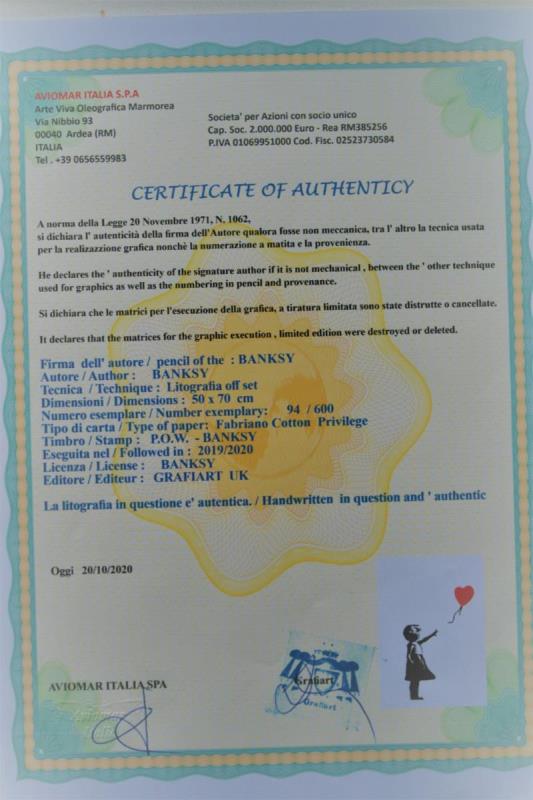 AVIOMAR ITALIA S.P.A
Arte Viva Oleografica Marmorea
Via Nibbio 93
00040 Ardea (RM)
ITALIA
Tel . +39 0656559983
Societa' per Azioni con socio unico
Cap. Soc. 2.000.000 Euro - Rea RM385256
P.IVA 01069951000 Cod. Fisc. 02523730584
CERTIFICATE OF AUTHENTICY
A norma della Legge 20 Novembre 1971, N. 1062,
si dichiara l' autenticità della firma dell'Autore qualora fosse non meccanica, tra l' altro la tecnica usata
per la realizazzione grafica nonchè la numerazione a matita e la provenienza.
He declares the ' authenticity of the signature author if it is not mechanical , between the ' other technique
used for graphics as well as the numbering in pencil and provenance.
Si dichiara che le matrici per l'esecuzione della grafica, a tiratura limitata sono state distrutte o cancellate.
It declares that the matrices for the graphic execution , limited edition were destroyed or deleted.
Firma dell' autore / pencil of the : BANKSY
Autore / Author : BANKSY
Tecnica / Technique : Litografia off set
Dimensioni / Dimensions : 50 x 70 cm
Numero esemplare / Number exemplary: 94 / 600
Tipo di carta / Type of paper: Fabriano Cotton Privilege
Timbro / Stamp : P.O.W. - BANKSY
Eseguita nel / Followed in : 2019/2020
Licenza / License : BANKSY
Editore / Editeur : GRAFIART UK
La litografia in questione e' autentica. / Handwritten in question and ' authentic
Oggi 20/10/2020
AVIOMAR ITALIA SPA
Aviomar
Grafiart
Grafiart